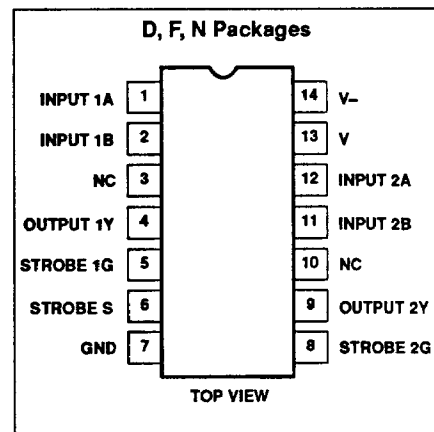 D, F, N Packages
INPUT 1A 1 14 V–
INPUT 1B 2 13 V
NC 3 12 INPUT 2A
OUTPUT 1Y 4 11 INPUT 2B
STROBE 1G 5 10 NC
STROBE S 6 9 OUTPUT 2Y
GND 7 8 STROBE 2G
TOP VIEW